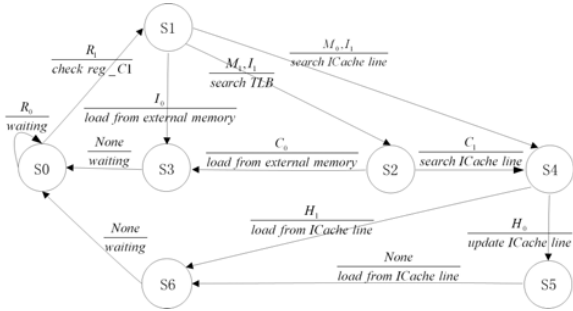 S1
R₁
check reg_C1
M₁, I₁
search TLB
M₀, I₁
search ICache line
I₀
load from external memory
R₀
waiting
None
waiting
C₀
load from external memory
C₁
search ICache line
S0
S3
S2
S4
H₁
load from ICache line
H₀
update ICache line
None
waiting
None
load from ICache line
S6
S5